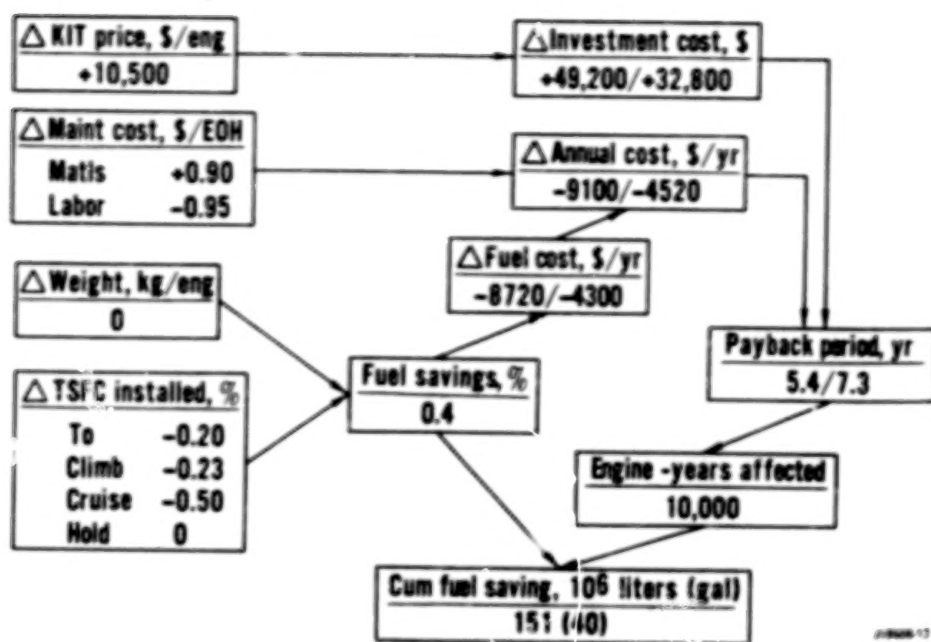 △ KIT price, $/eng
+10,500
△ Investment cost, $
+49,200/+32,800
△ Maint cost, $/EOH
Matls +0.90
Labor -0.95
△ Annual cost, $/yr
-9100/-4520
△ Fuel cost, $/yr
-8720/-4300
△ Weight, kg/eng
0
Payback period, yr
5.4/7.3
Fuel savings, %
0.4
△ TSFC installed, %
To -0.20
Climb -0.23
Cruise -0.50
Hold 0
Engine-years affected
10,000
Cum fuel saving, 10⁶ liters (gal)
151 (40)